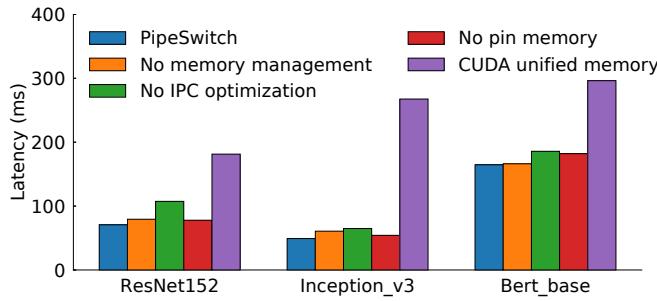 400
300
200
100
0
Latency (ms)
PipeSwitch
No memory management
No IPC optimization
No pin memory
CUDA unified memory
ResNet152
Inception_v3
Bert_base